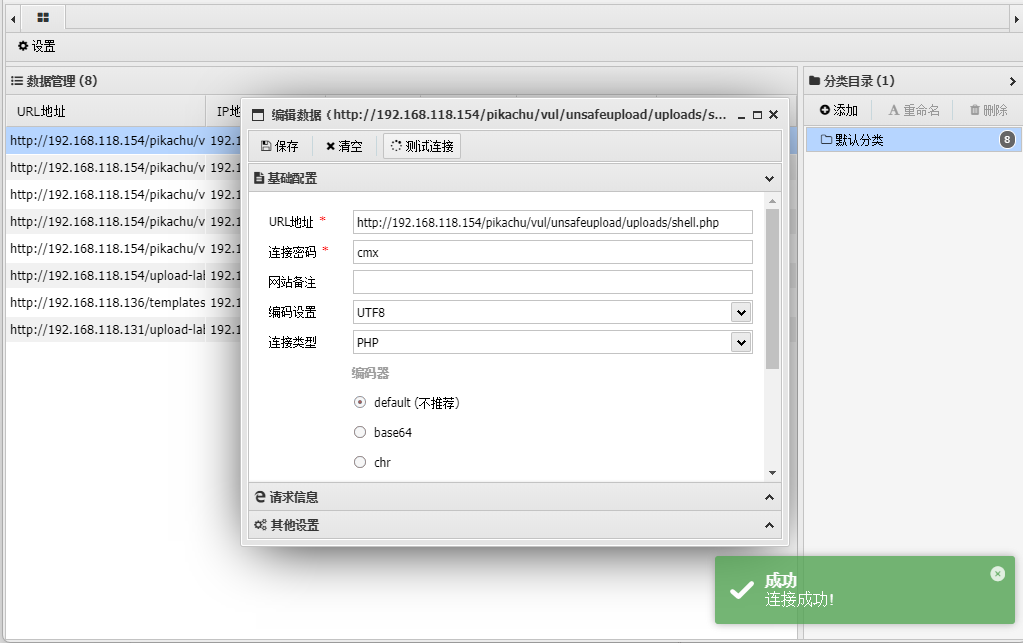 设置
数据管理 (8)
URL地址 IP地
http://192.168.118.154/pikachu/v 192.1
http://192.168.118.154/pikachu/v 192.1
http://192.168.118.154/pikachu/v 192.1
http://192.168.118.154/pikachu/v 192.1
http://192.168.118.154/pikachu/v 192.1
http://192.168.118.154/upload-lal 192.1
http://192.168.118.136/templates 192.1
http://192.168.118.131/upload-lal 192.1
编辑数据 (http://192.168.118.154/pikachu/vul/unsafeupload/uploads/s...
保存 清空 测试连接
基础配置
URL地址 * http://192.168.118.154/pikachu/vul/unsafeupload/uploads/shell.php
连接密码 * cmx
网站备注
编码设置 UTF8
连接类型 PHP
编码器
default (不推荐)
base64
chr
请求信息
其他设置
分类目录 (1)
添加 重命名 删除
默认分类 8
成功
连接成功!